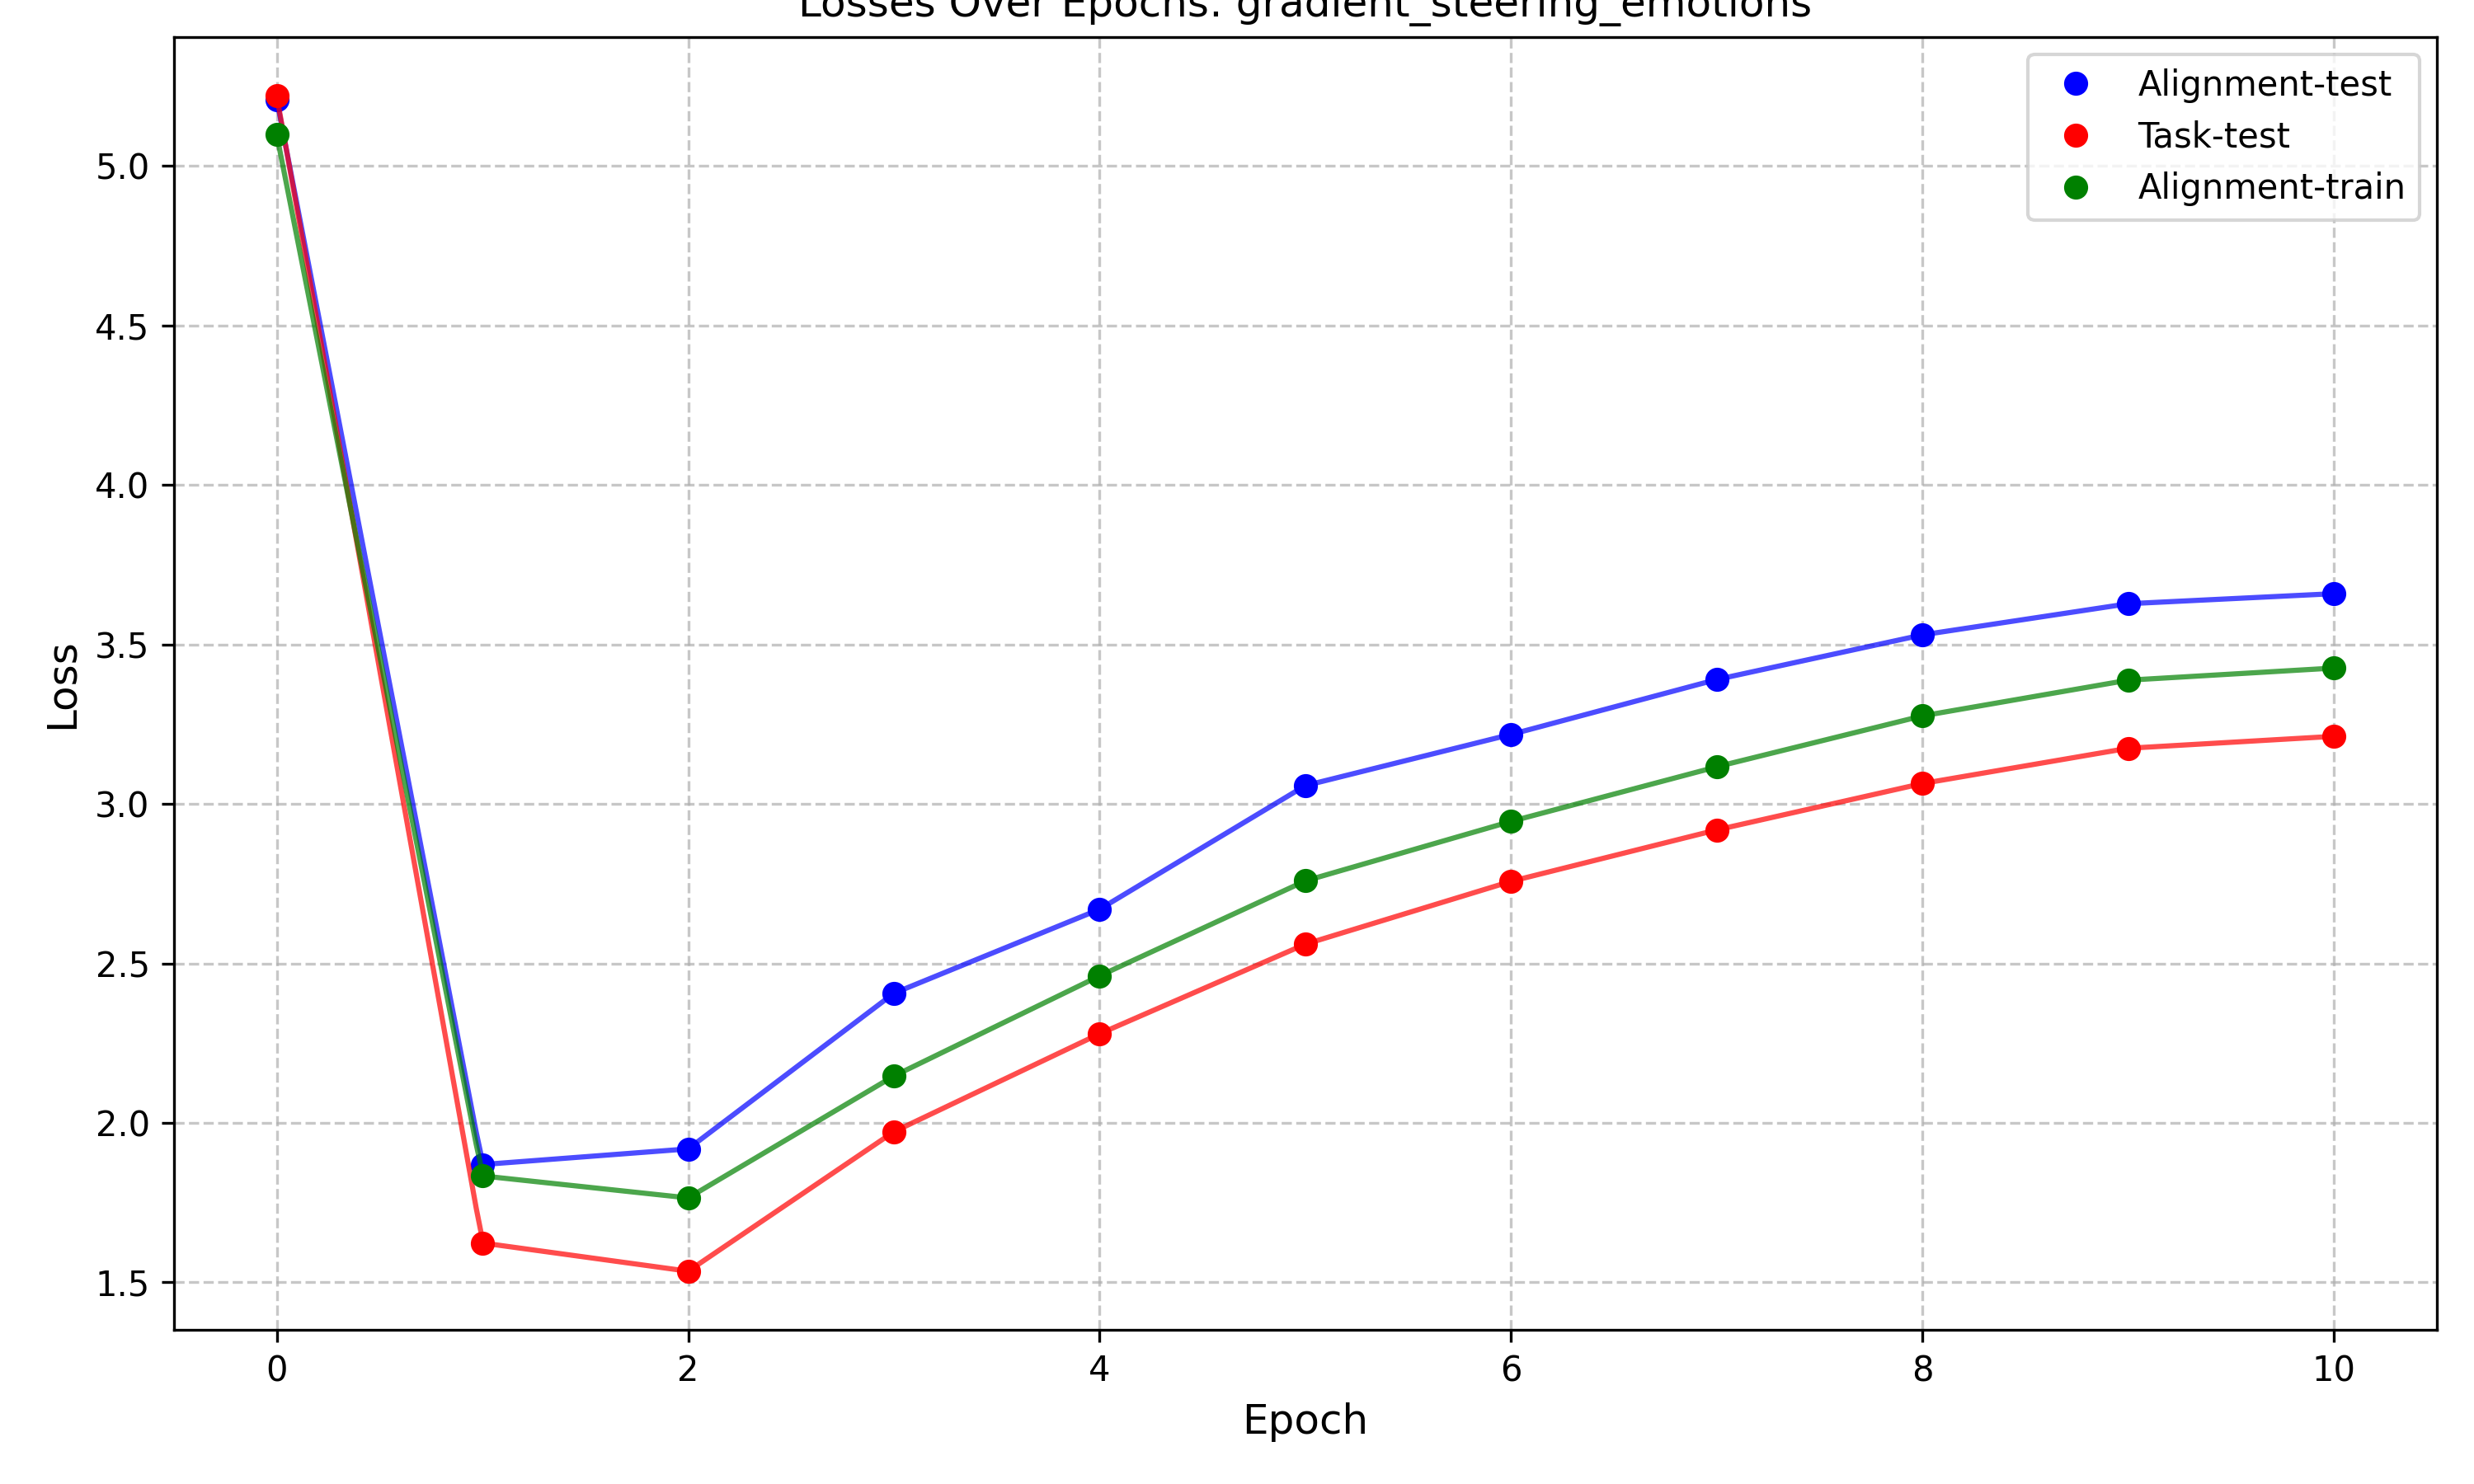 Losses Over Epochs: gradient_steering_emotions
Alignment-test
Task-test
Alignment-train
5.0
4.5
4.0
3.5
3.0
2.5
2.0
1.5
Loss
0 2 4 6 8 10
Epoch